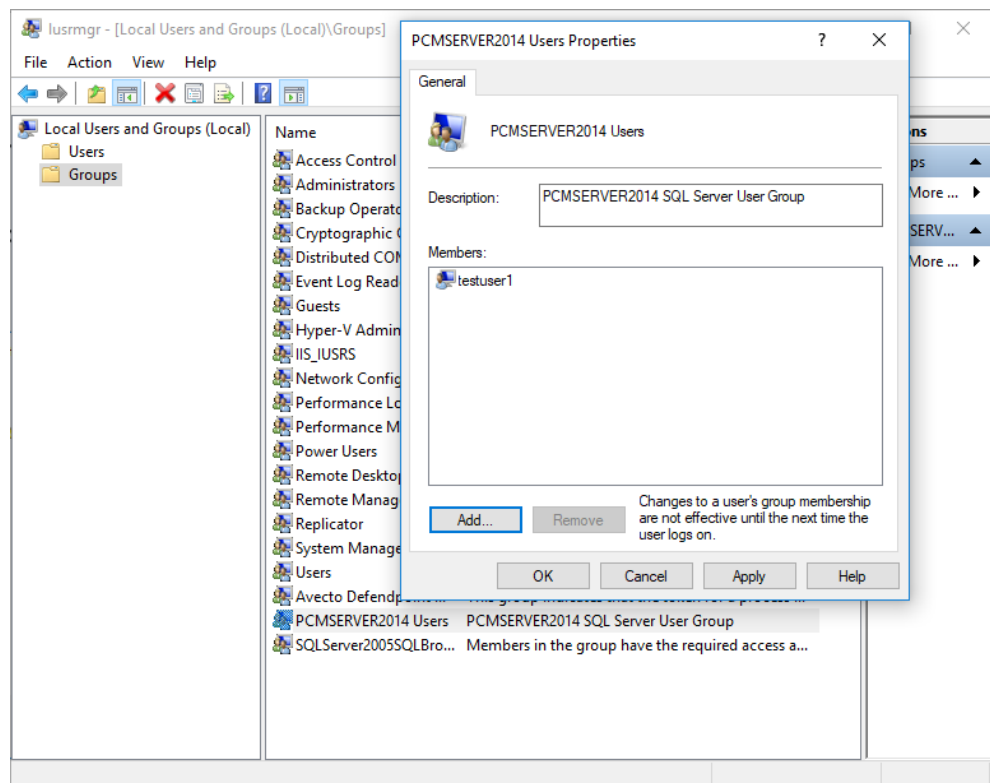 lusrmgr - [Local Users and Groups (Local)\Groups]
File Action View Help
Local Users and Groups (Local)
Users
Groups
Name
Access Control
Administrators
Backup Operato
Cryptographic
Distributed CO
Event Log Read
Guests
Hyper-V Admin
IIS_IUSRS
Network Config
Performance Lo
Performance M
Power Users
Remote Desktop
Remote Manag
Replicator
System Manage
Users
Avecto Defendp
PCMSERVER2014 Users PCMSERVER2014 SQL Server User Group
SQLServer2005SQLBro... Members in the group have the required access a...
PCMSERVER2014 Users Properties ?
General
PCMSERVER2014 Users
Description: PCMSERVER2014 SQL Server User Group
Members:
testuser1
Add... Remove
Changes to a user's group membership
are not effective until the next time the
user logs on.
OK Cancel Apply Help
ns
ps
More ...
SERV...
More ...